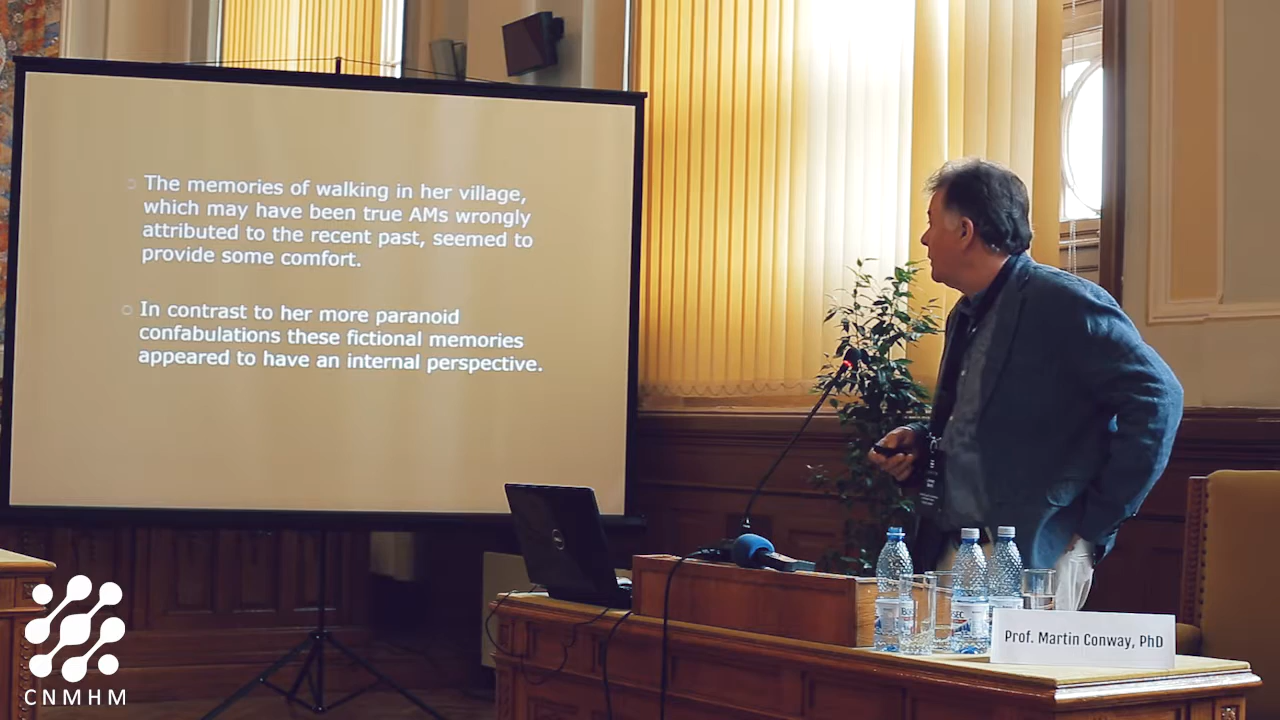 The memories of walking in her village,
which may have been true AMs wrongly
attributed to the recent past, seemed to
provide some comfort.
In contrast to her more paranoid
confabulations these fictional memories
appeared to have an internal perspective.
Prof. Martin Conway, PhD
CNMHM